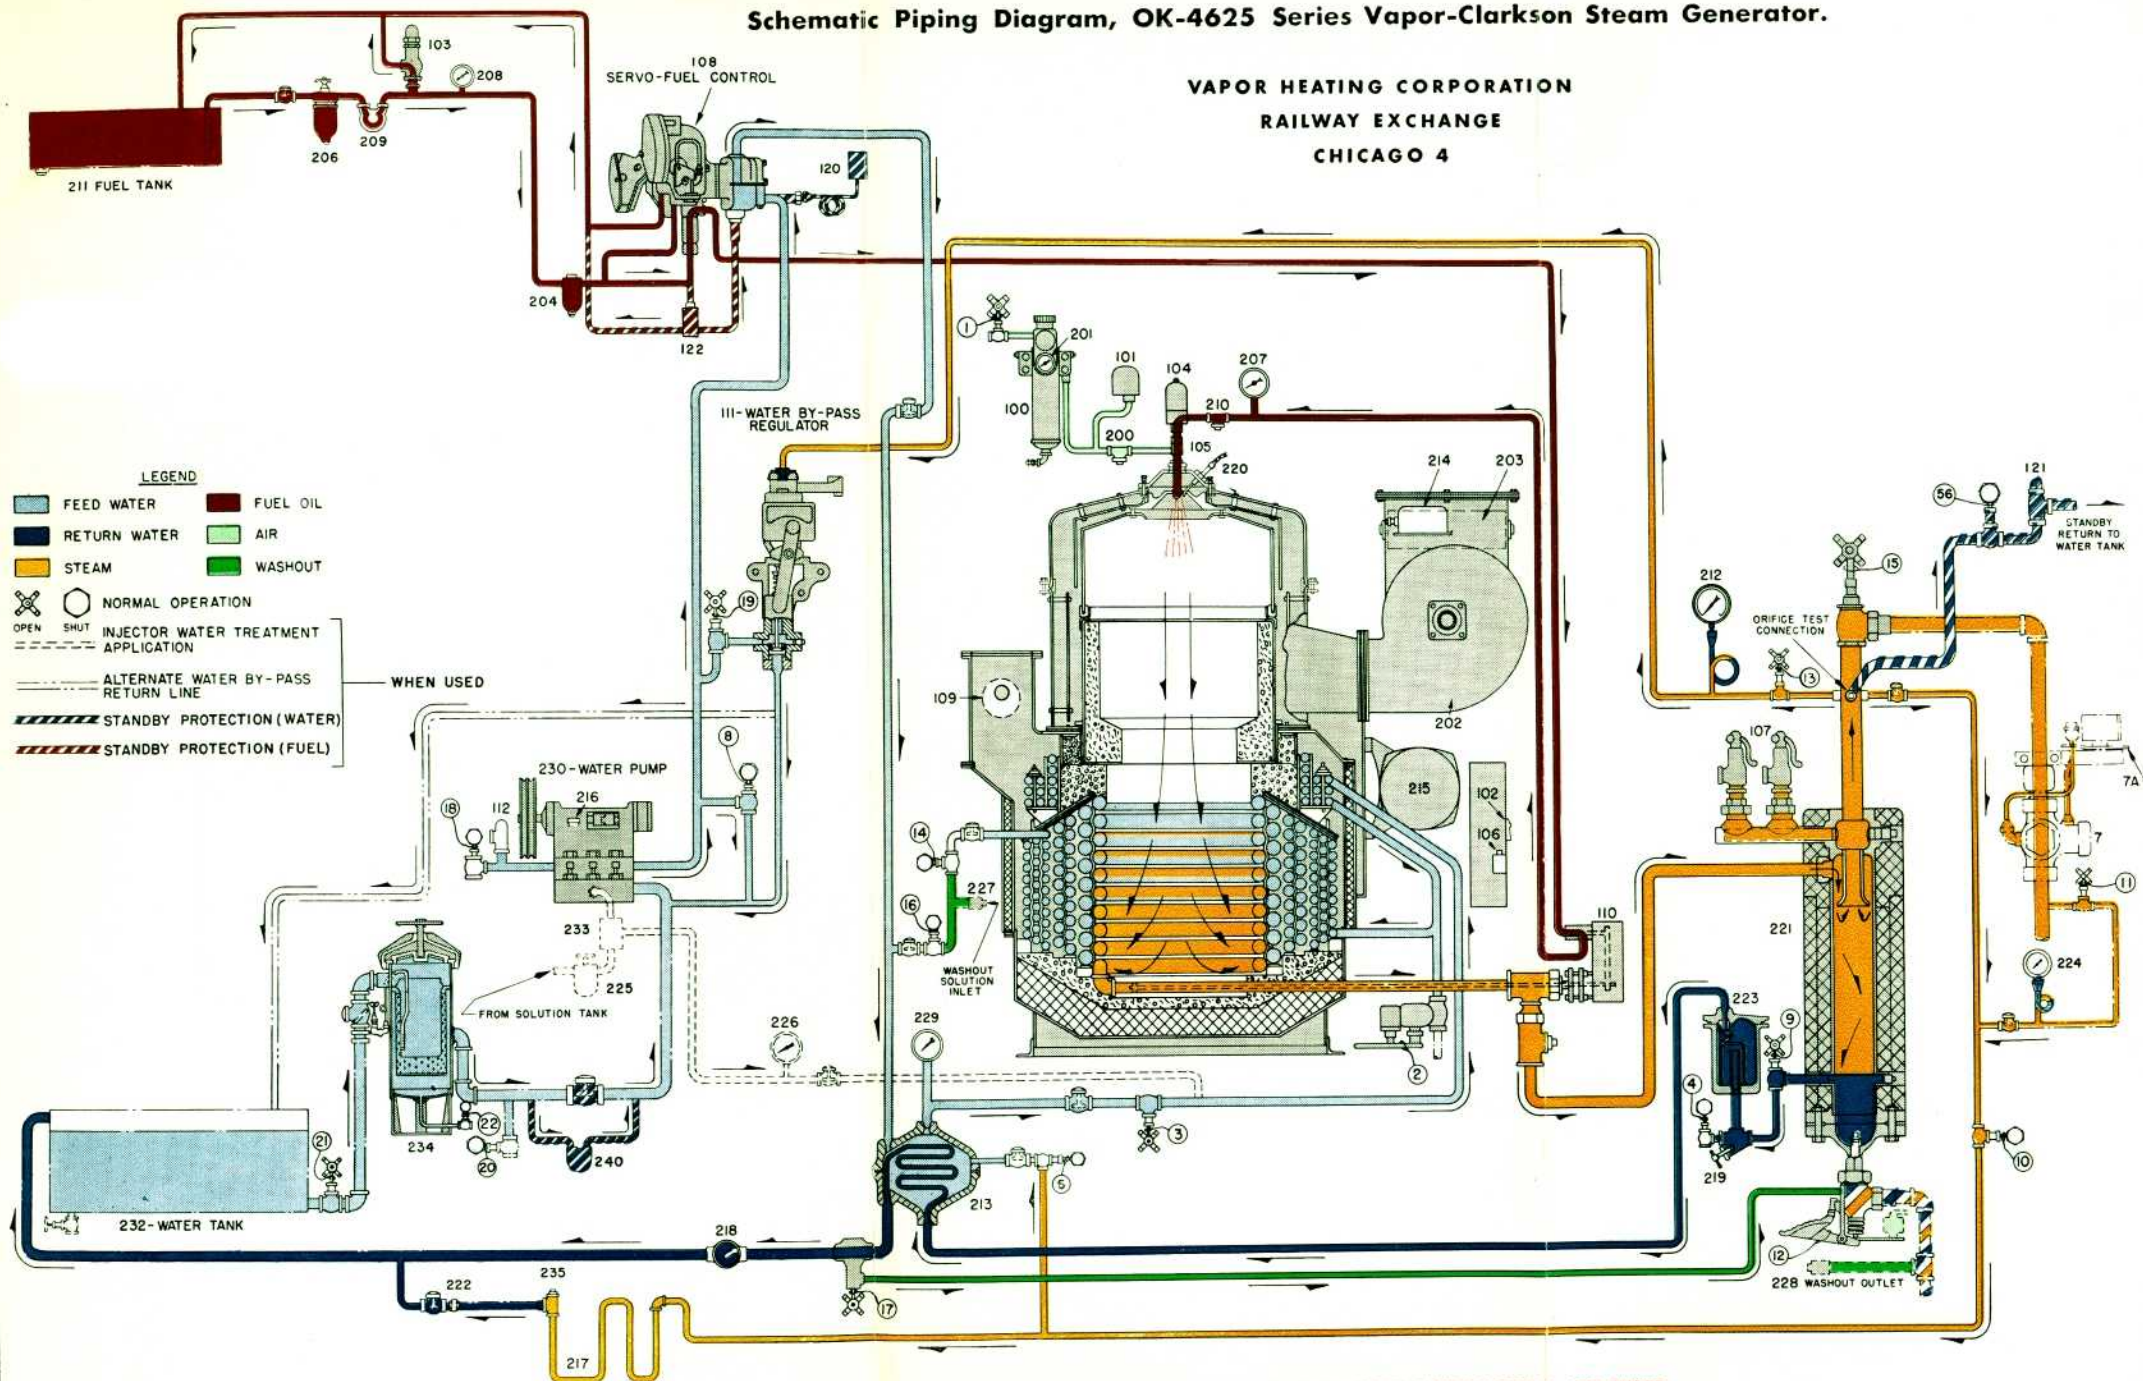 Schematic Piping Diagram, OK-4625 Series Vapor-Clarkson Steam Generator.
VAPOR HEATING CORPORATION
RAILWAY EXCHANGE
CHICAGO 4
103
208
108
SERVO-FUEL CONTROL
206
209
211 FUEL TANK
120
204
122
1
201
101
104
207
100
210
200
105
220
111-WATER BY-PASS
REGULATOR
214
203
121
56
STANDBY
RETURN TO
WATER TANK
LEGEND
FEED WATER
FUEL OIL
RETURN WATER
AIR
STEAM
WASHOUT
NORMAL OPERATION
OPEN
SHUT
INJECTOR WATER TREATMENT
APPLICATION
ALTERNATE WATER BY-PASS
RETURN LINE
WHEN USED
STANDBY PROTECTION (WATER)
STANDBY PROTECTION (FUEL)
15
212
ORIFICE TEST
CONNECTION
13
19
109
202
107
7A
8
230-WATER PUMP
216
18
112
215
102
106
7
14
16
227
WASHOUT
SOLUTION
INLET
11
110
221
233
225
FROM SOLUTION TANK
224
226
229
223
9
2
4
22
234
20
240
21
3
5
219
10
213
232-WATER TANK
218
12
228 WASHOUT OUTLET
222
235
17
217